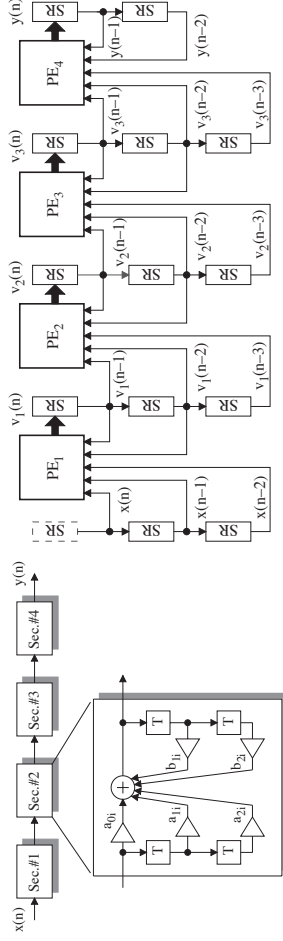 x(n)
Sec.#1
Sec.#2
Sec.#3
Sec.#4
y(n)
a0i
a1i
a2i
b1i
b2i
T
T
T
T
+
SR
x(n)
SR
x(n−1)
SR
x(n−2)
PE1
v1(n)
SR
v1(n−1)
SR
v1(n−2)
SR
v1(n−3)
PE2
v2(n)
SR
v2(n−1)
SR
v2(n−2)
SR
v2(n−3)
PE3
v3(n)
SR
v3(n−1)
SR
v3(n−2)
SR
v3(n−3)
PE4
y(n)
SR
y(n−1)
SR
y(n−2)